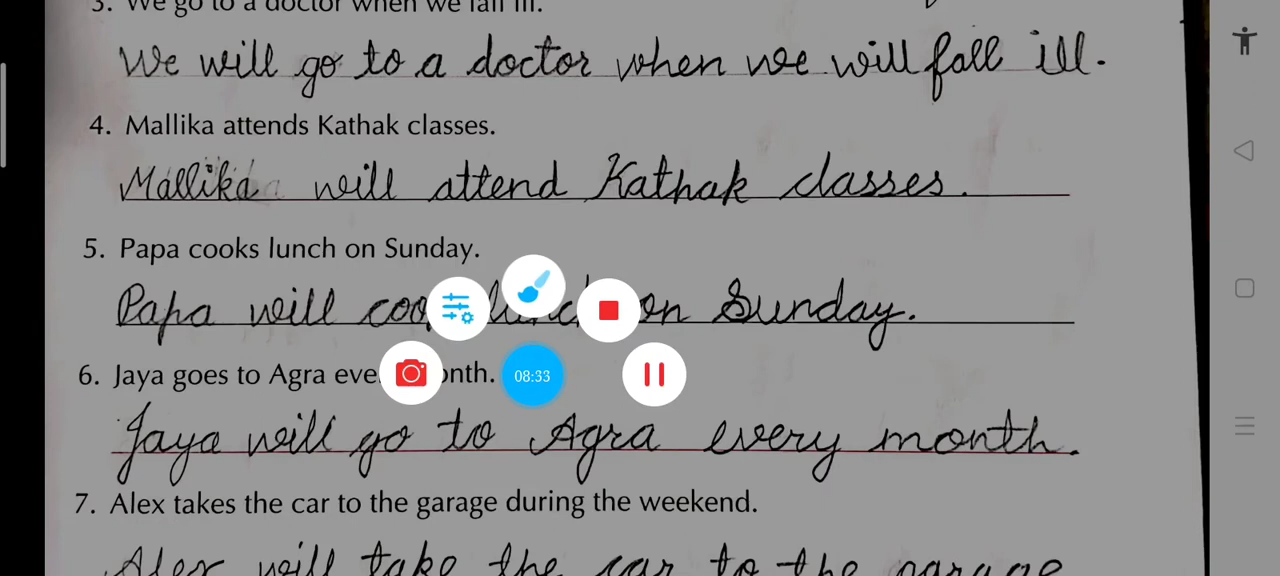 3. We go to a doctor when we fall ill.
We will go to a doctor when we will fall ill.
4. Mallika attends Kathak classes.
Mallika will attend Kathak classes.
5. Papa cooks lunch on Sunday.
Papa will on Sunday.
6. Jaya goes to Agra
08:33
Jaya will go to Agra every month.
7. Alex takes the car to the garage during the weekend.
Alex will take the car to the garage